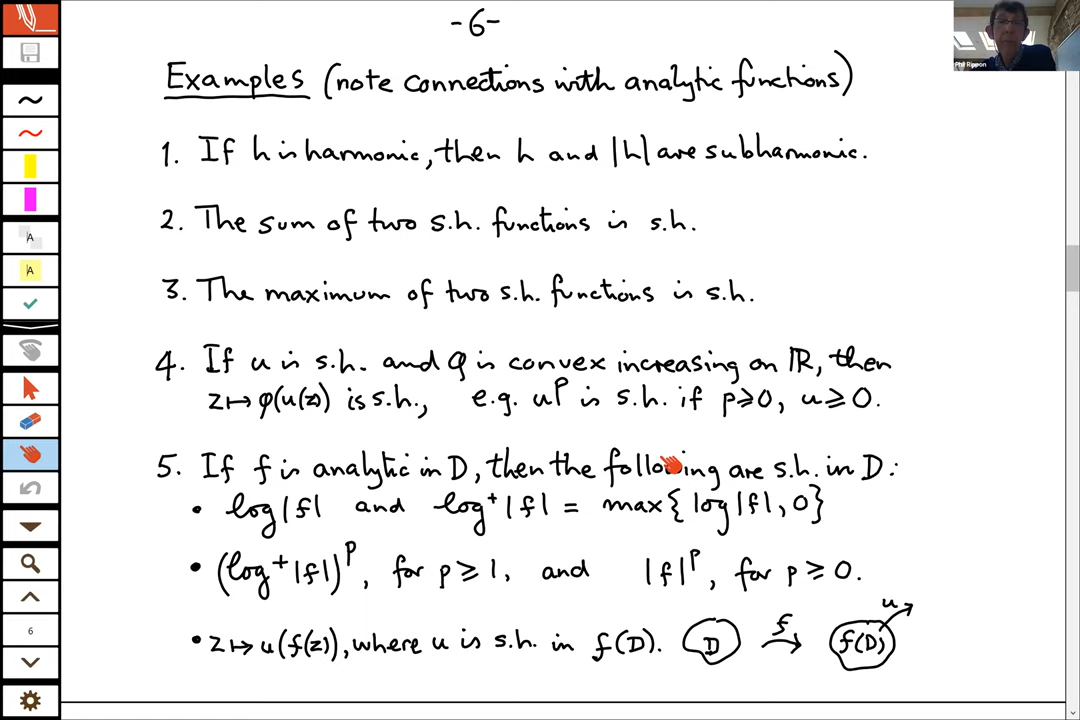 -6-
Phil Rippon
Examples (note connections with analytic functions)
1. If h is harmonic, then h and |h| are subharmonic.
2. The sum of two s.h. functions is s.h.
3. The maximum of two s.h. functions is s.h.
4. If u is s.h. and φ is convex increasing on ℝ, then
z ↦ φ(u(z)) is s.h., e.g. u^p is s.h. if p ≥ 0, u ≥ 0.
5. If f is analytic in D, then the following are s.h. in D:
• log|f| and log⁺|f| = max{log|f|, 0}
• (log⁺|f|)^p, for p ≥ 1, and |f|^p, for p ≥ 0.
• z ↦ u(f(z)), where u is s.h. in f(D). D f f(D) u
A
A
6